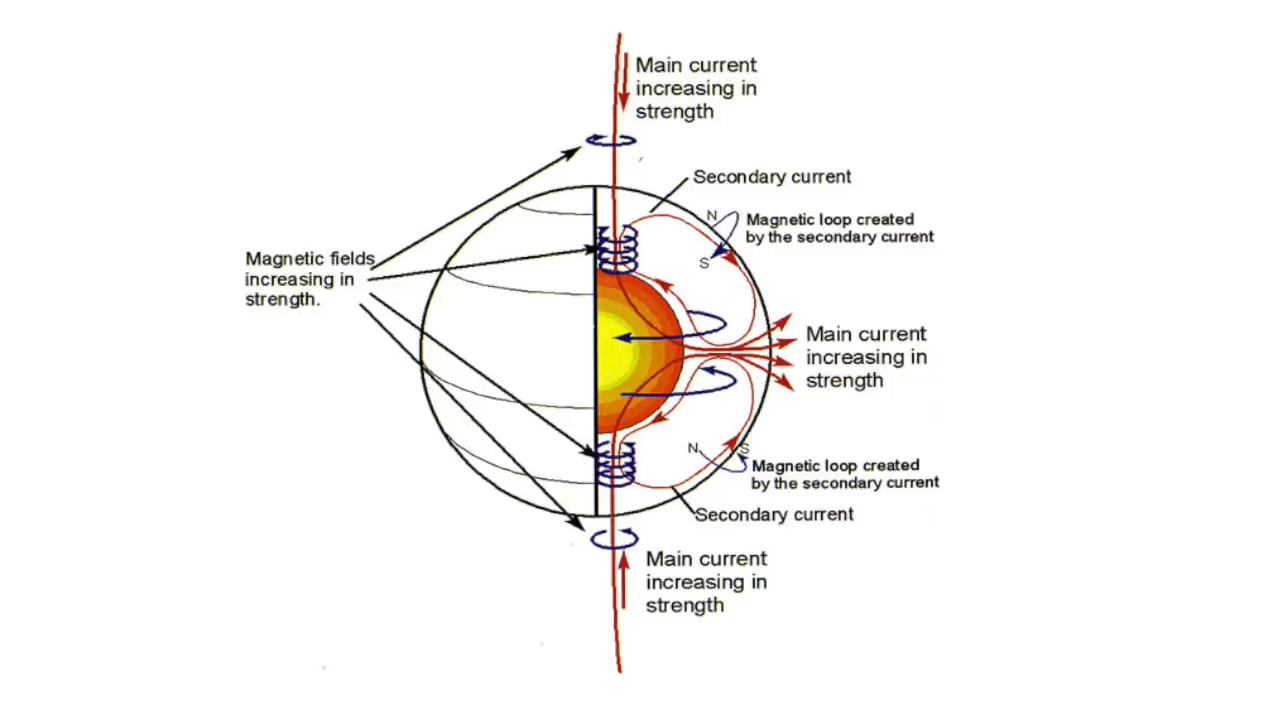 Main current
increasing in
strength
Secondary current
N
Magnetic loop created
by the secondary current
S
Magnetic fields
increasing in
strength.
Main current
increasing in
strength
N
S
Magnetic loop created
by the secondary current
Secondary current
Main current
increasing in
strength